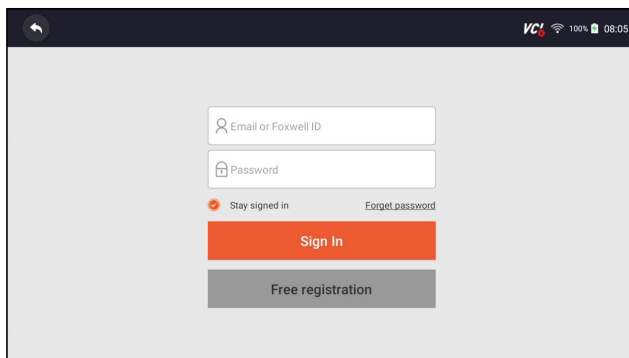 VCI 100% 08:05
Email or Foxwell ID
Password
Stay signed in Forget password
Sign In
Free registration